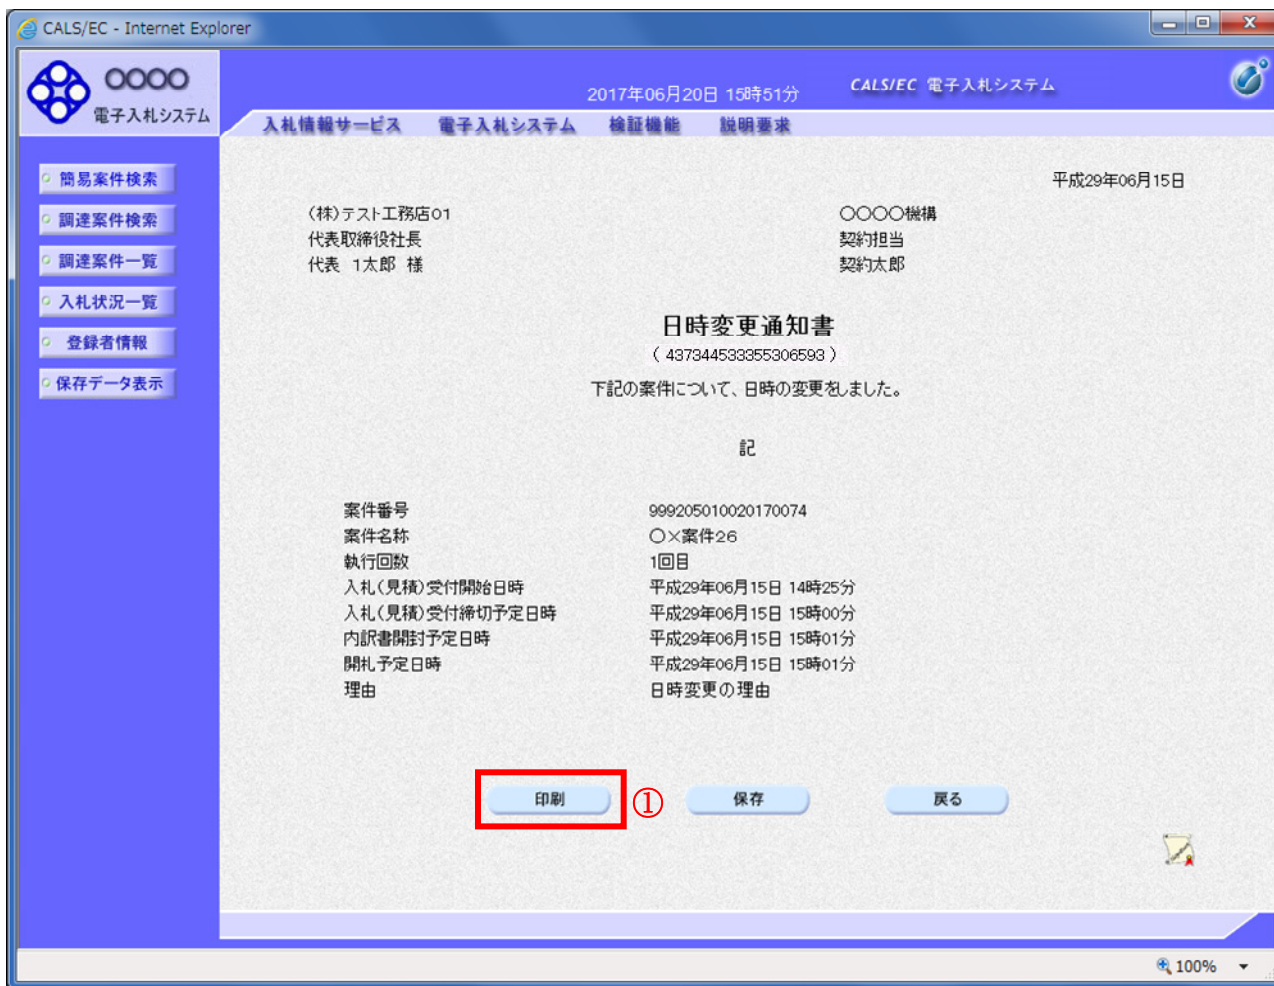 CALS/EC - Internet Explorer
OOOO
電子入札システム
2017年06月20日 15時51分
CALS/EC 電子入札システム
入札情報サービス 電子入札システム 検証機能 説明要求
簡易案件検索
調達案件検索
調達案件一覧
入札状況一覧
登録者情報
保存データ表示
平成29年06月15日
(株)テスト工務店01
代表取締役社長
代表 1太郎 様
○○○○機構
契約担当
契約太郎
日時変更通知書
( 437344533355306593 )
下記の案件について、日時の変更をしました。
記
案件番号 999205010020170074
案件名称 ○×案件26
執行回数 1回目
入札(見積)受付開始日時 平成29年06月15日 14時25分
入札(見積)受付締切予定日時 平成29年06月15日 15時00分
内訳書開封予定日時 平成29年06月15日 15時01分
開札予定日時 平成29年06月15日 15時01分
理由 日時変更の理由
印刷 ① 保存 戻る
100%